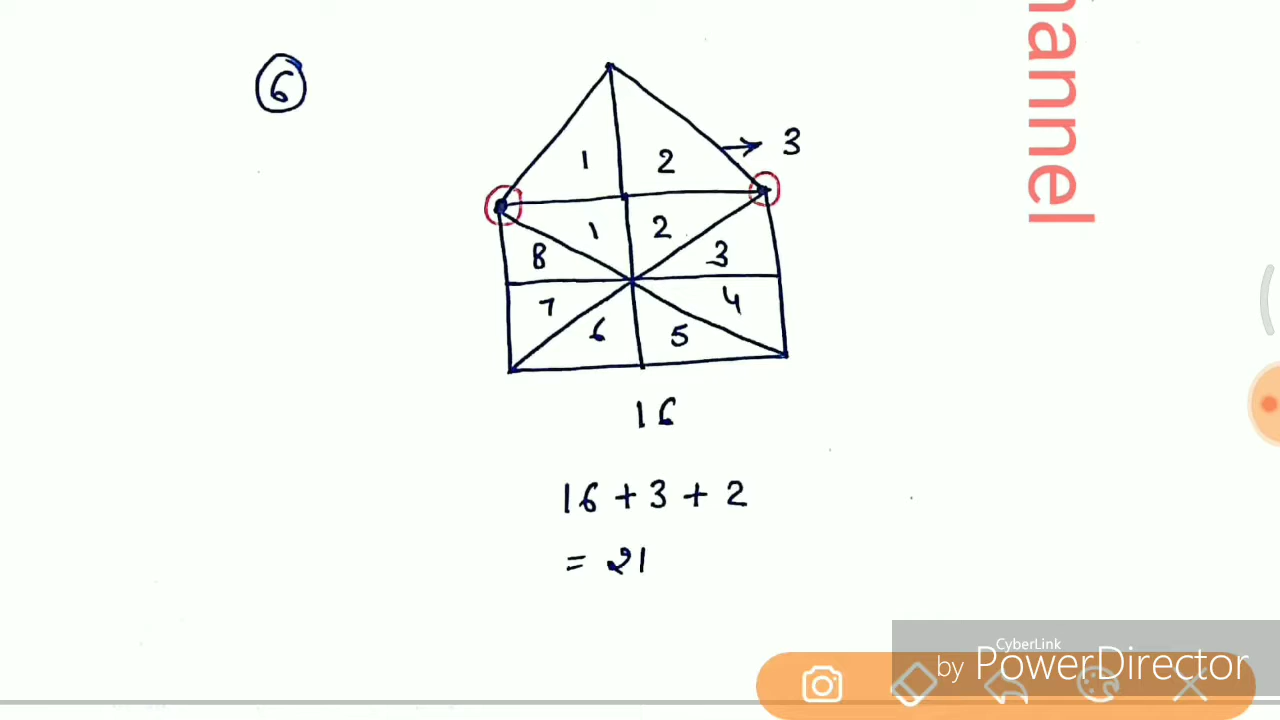 6
1 2 → 3
1 2
8 3
7 4
6 5
16
16 + 3 + 2
= 21
hannel
CyberLink
by PowerDirector